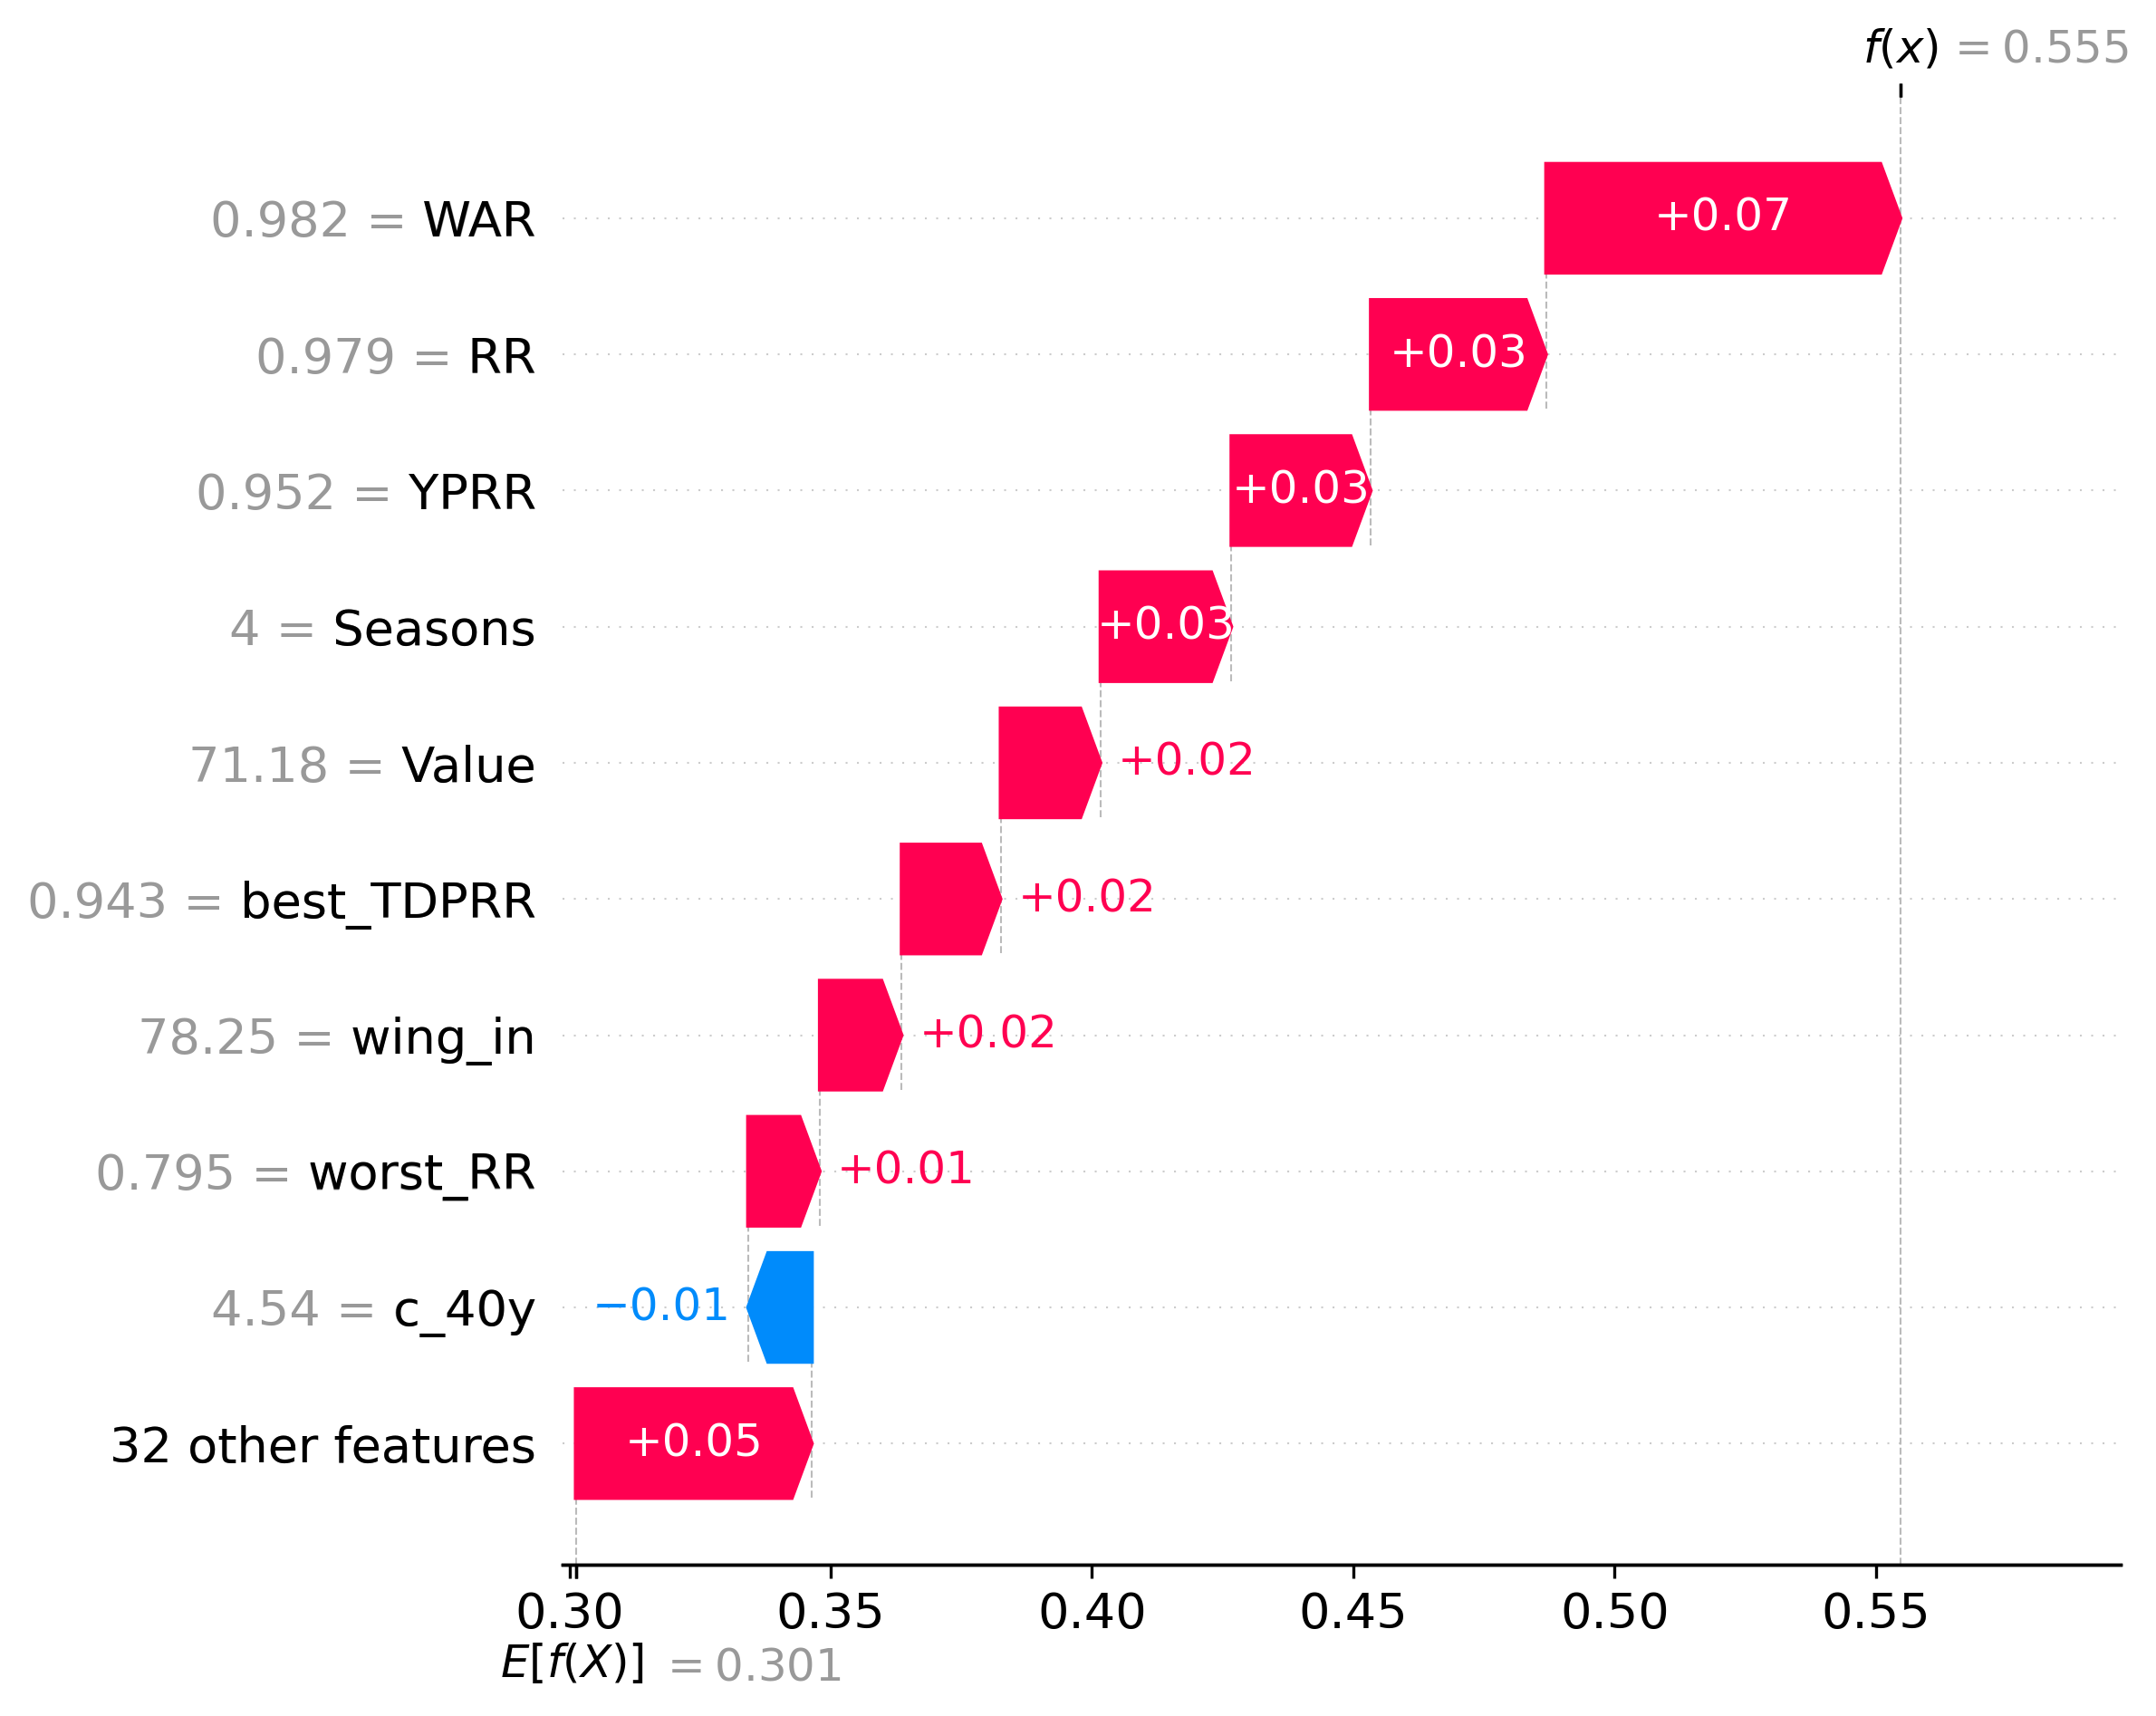 f(x) = 0.555
0.982 = WAR +0.07
0.979 = RR +0.03
0.952 = YPRR +0.03
4 = Seasons +0.03
71.18 = Value +0.02
0.943 = best_TDPRR +0.02
78.25 = wing_in +0.02
0.795 = worst_RR +0.01
4.54 = c_40y −0.01
32 other features +0.05
0.30 0.35 0.40 0.45 0.50 0.55
E[f(X)] = 0.301